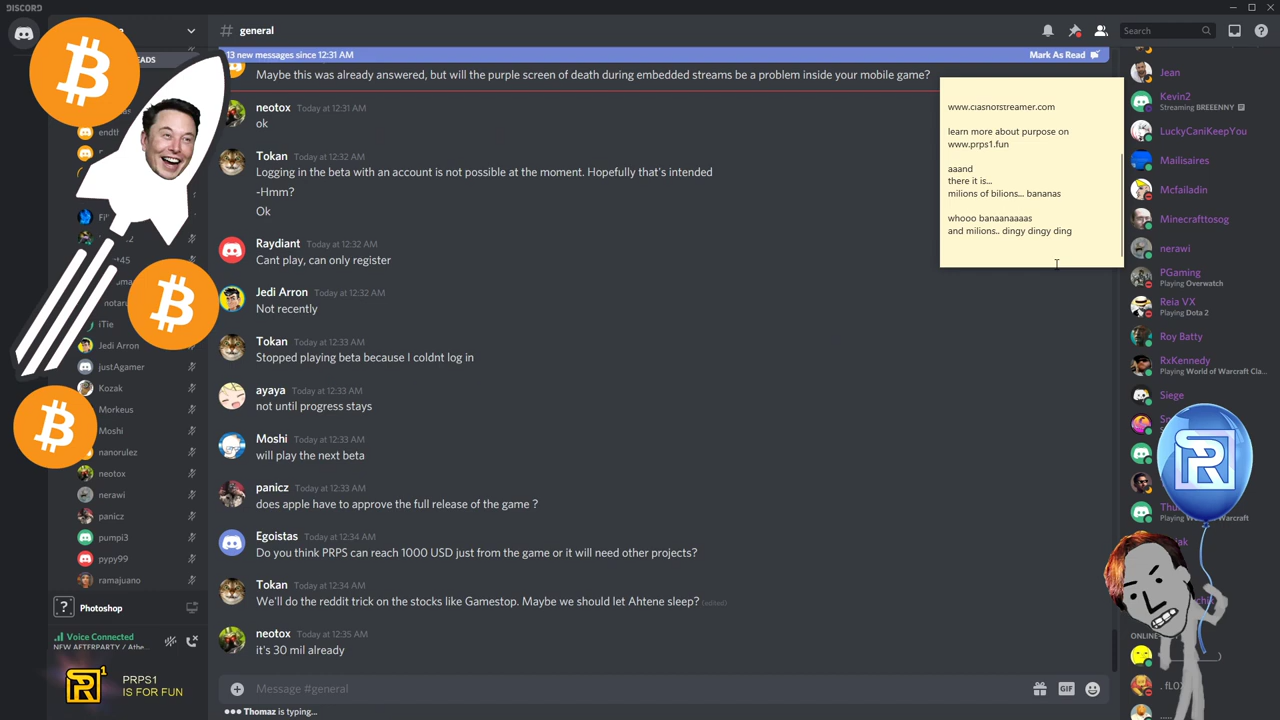 DISCORD
# general
Search
13 new messages since 12:31 AM
Mark As Read
Maybe this was already answered, but will the purple screen of death during embedded streams be a problem inside your mobile game?
neotox Today at 12:31 AM
ok
Tokan Today at 12:32 AM
Logging in the beta with an account is not possible at the moment. Hopefully that's intended
-Hmm?
Ok
Raydiant Today at 12:32 AM
Cant play, can only register
Jedi Arron Today at 12:32 AM
Not recently
Tokan Today at 12:33 AM
Stopped playing beta because I coldnt log in
ayaya Today at 12:33 AM
not until progress stays
Moshi Today at 12:33 AM
will play the next beta
panicz Today at 12:33 AM
does apple have to approve the full release of the game ?
Egoistas Today at 12:34 AM
Do you think PRPS can reach 1000 USD just from the game or it will need other projects?
Tokan Today at 12:34 AM
We'll do the reddit trick on the stocks like Gamestop. Maybe we should let Ahtene sleep? (edited)
neotox Today at 12:35 AM
it's 30 mil already
Message #general
GIF
Thomaz is typing...
iTie
Jedi Arron
justAgamer
Kozak
Morkeus
Moshi
nanorulez
neotox
nerawi
panicz
pumpi3
pypy99
ramajuano
Photoshop
Voice Connected
NEW AFTERPARTY / Athe...
PRPS1
IS FOR FUN
www.ciasnotstreamer.com
learn more about purpose on
www.prps1.fun
aaand
there it is...
milions of bilions... bananas
whooo banaanaaaas
and milions.. dingy dingy ding
Jean
Kevin2
Streaming BREEENNY
LuckyCaniKeepYou
Mailisaires
Mcfailadin
Minecrafttosog
nerawi
PGaming
Playing Overwatch
Reia VX
Playing Dota 2
Roy Batty
RxKennedy
Playing World of Warcraft Cla...
Siege